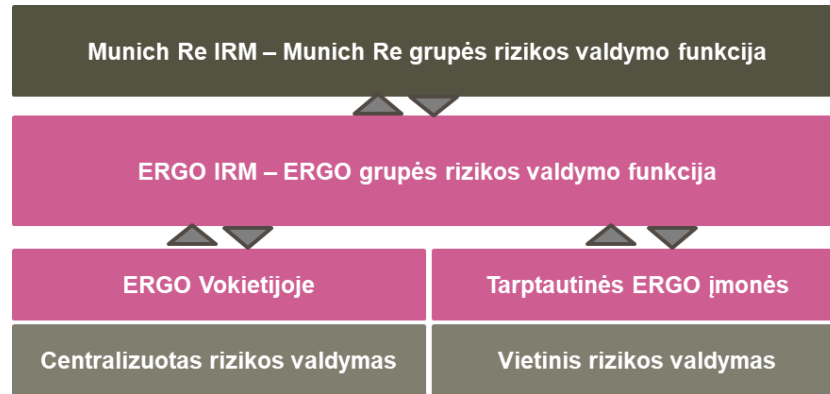 Munich Re IRM – Munich Re grupės rizikos valdymo funkcija
ERGO IRM – ERGO grupės rizikos valdymo funkcija
ERGO Vokietijoje
Tarptautinės ERGO įmonės
Centralizuotas rizikos valdymas
Vietinis rizikos valdymas